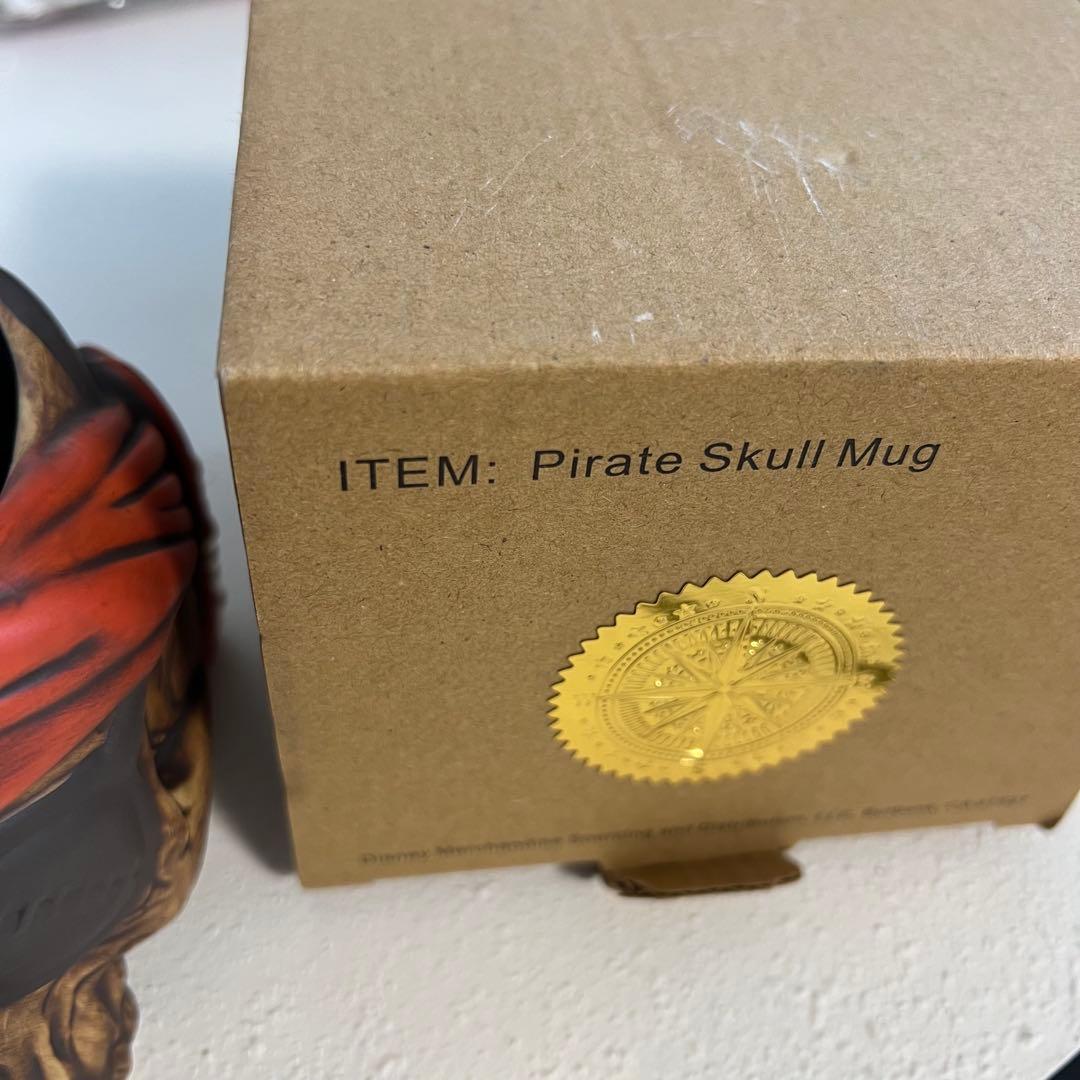 ITEM: Pirate Skull Mug
Disney Merchandise Sourcing and Distribution, LLC,